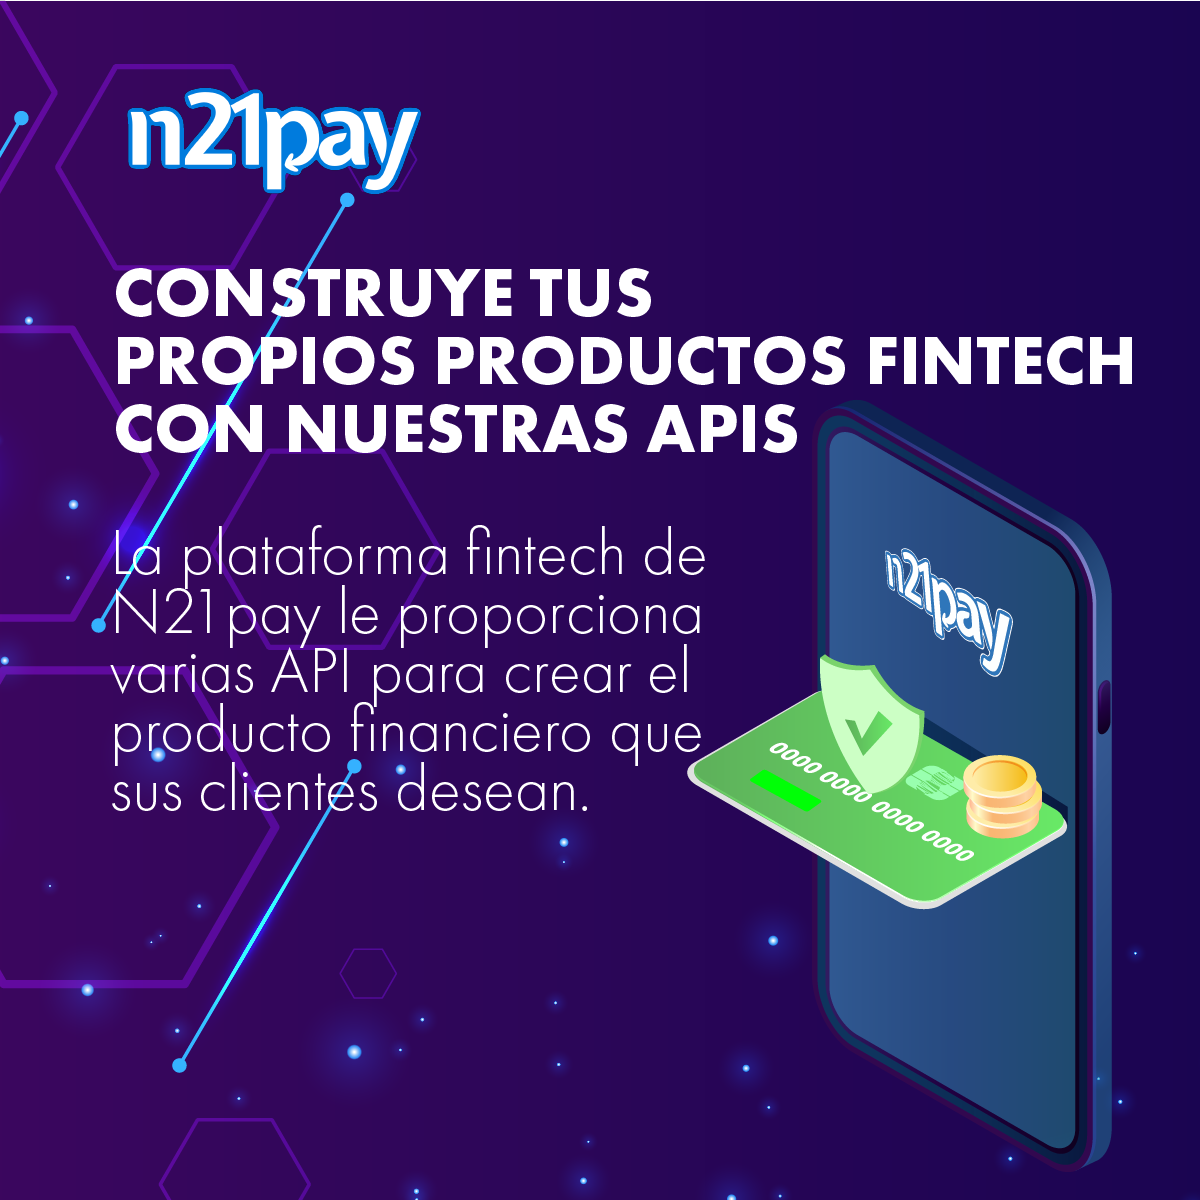 n21pay
CONSTRUYE TUS
PROPIOS PRODUCTOS FINTECH
CON NUESTRAS APIS
La plataforma fintech de
N21pay le proporciona
varias API para crear el
producto financiero que
sus clientes desean.
n21pay
0000 0000 0000 0000